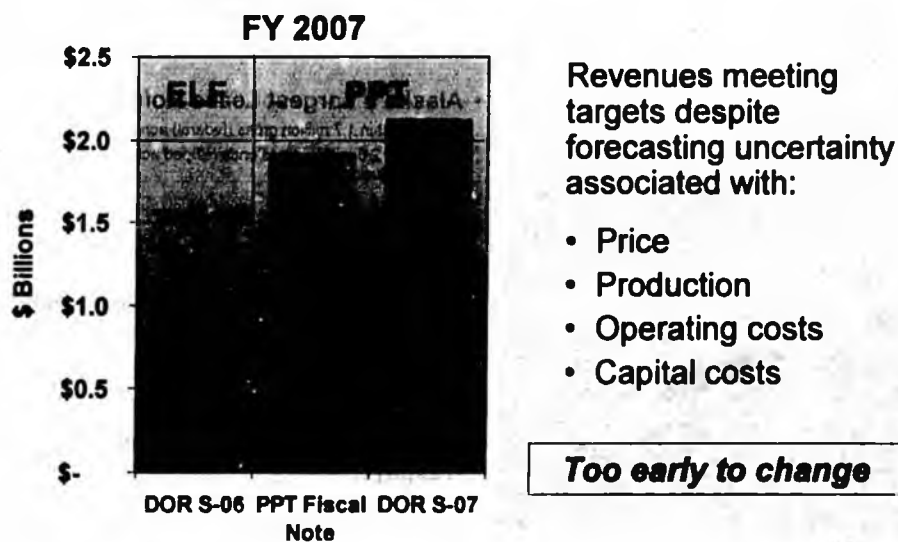 FY 2007
$2.5
$2.0
$1.5
$1.0
$0.5
$-
$ Billions
ELF
PPT
DOR S-06
PPT Fiscal
Note
DOR S-07
Revenues meeting
targets despite
forecasting uncertainty
associated with:
• Price
• Production
• Operating costs
• Capital costs
Too early to change